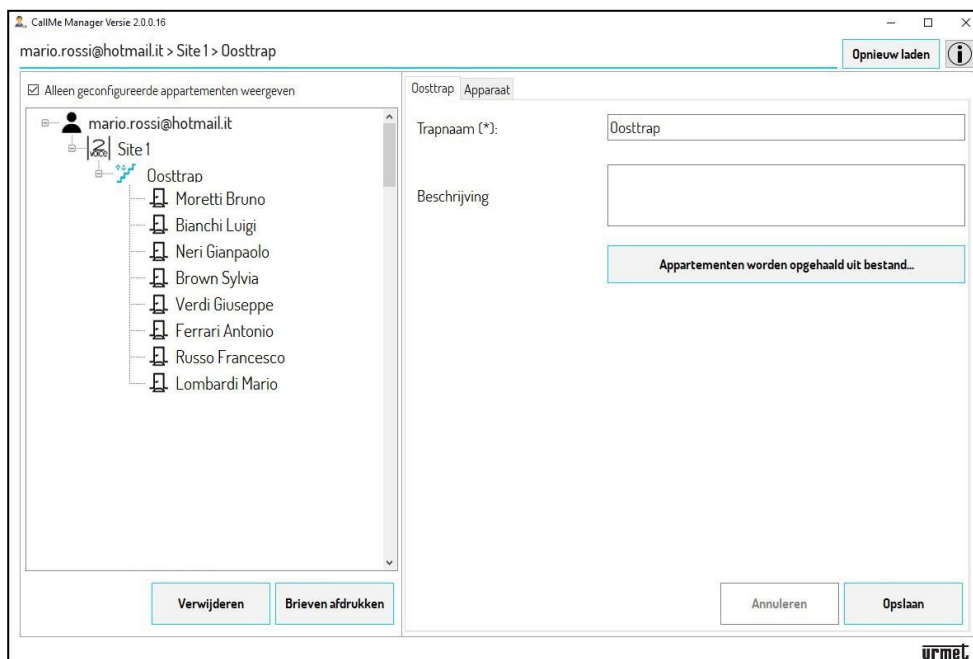 CallMe Manager Versie 2.0.0.16
mario.rossi@hotmail.it > Site 1 > Oosttrap
Opnieuw laden
Alleen geconfigureerde appartementen weergeven
mario.rossi@hotmail.it
2 VOICE Site 1
Oosttrap
Moretti Bruno
Bianchi Luigi
Neri Gianpaolo
Brown Sylvia
Verdi Giuseppe
Ferrari Antonio
Russo Francesco
Lombardi Mario
Verwijderen
Brieven afdrukken
Oosttrap Apparaat
Trapnaam (*): Oosttrap
Beschrijving
Appartementen worden opgehaald uit bestand...
Annuleren
Opslaan
urmet